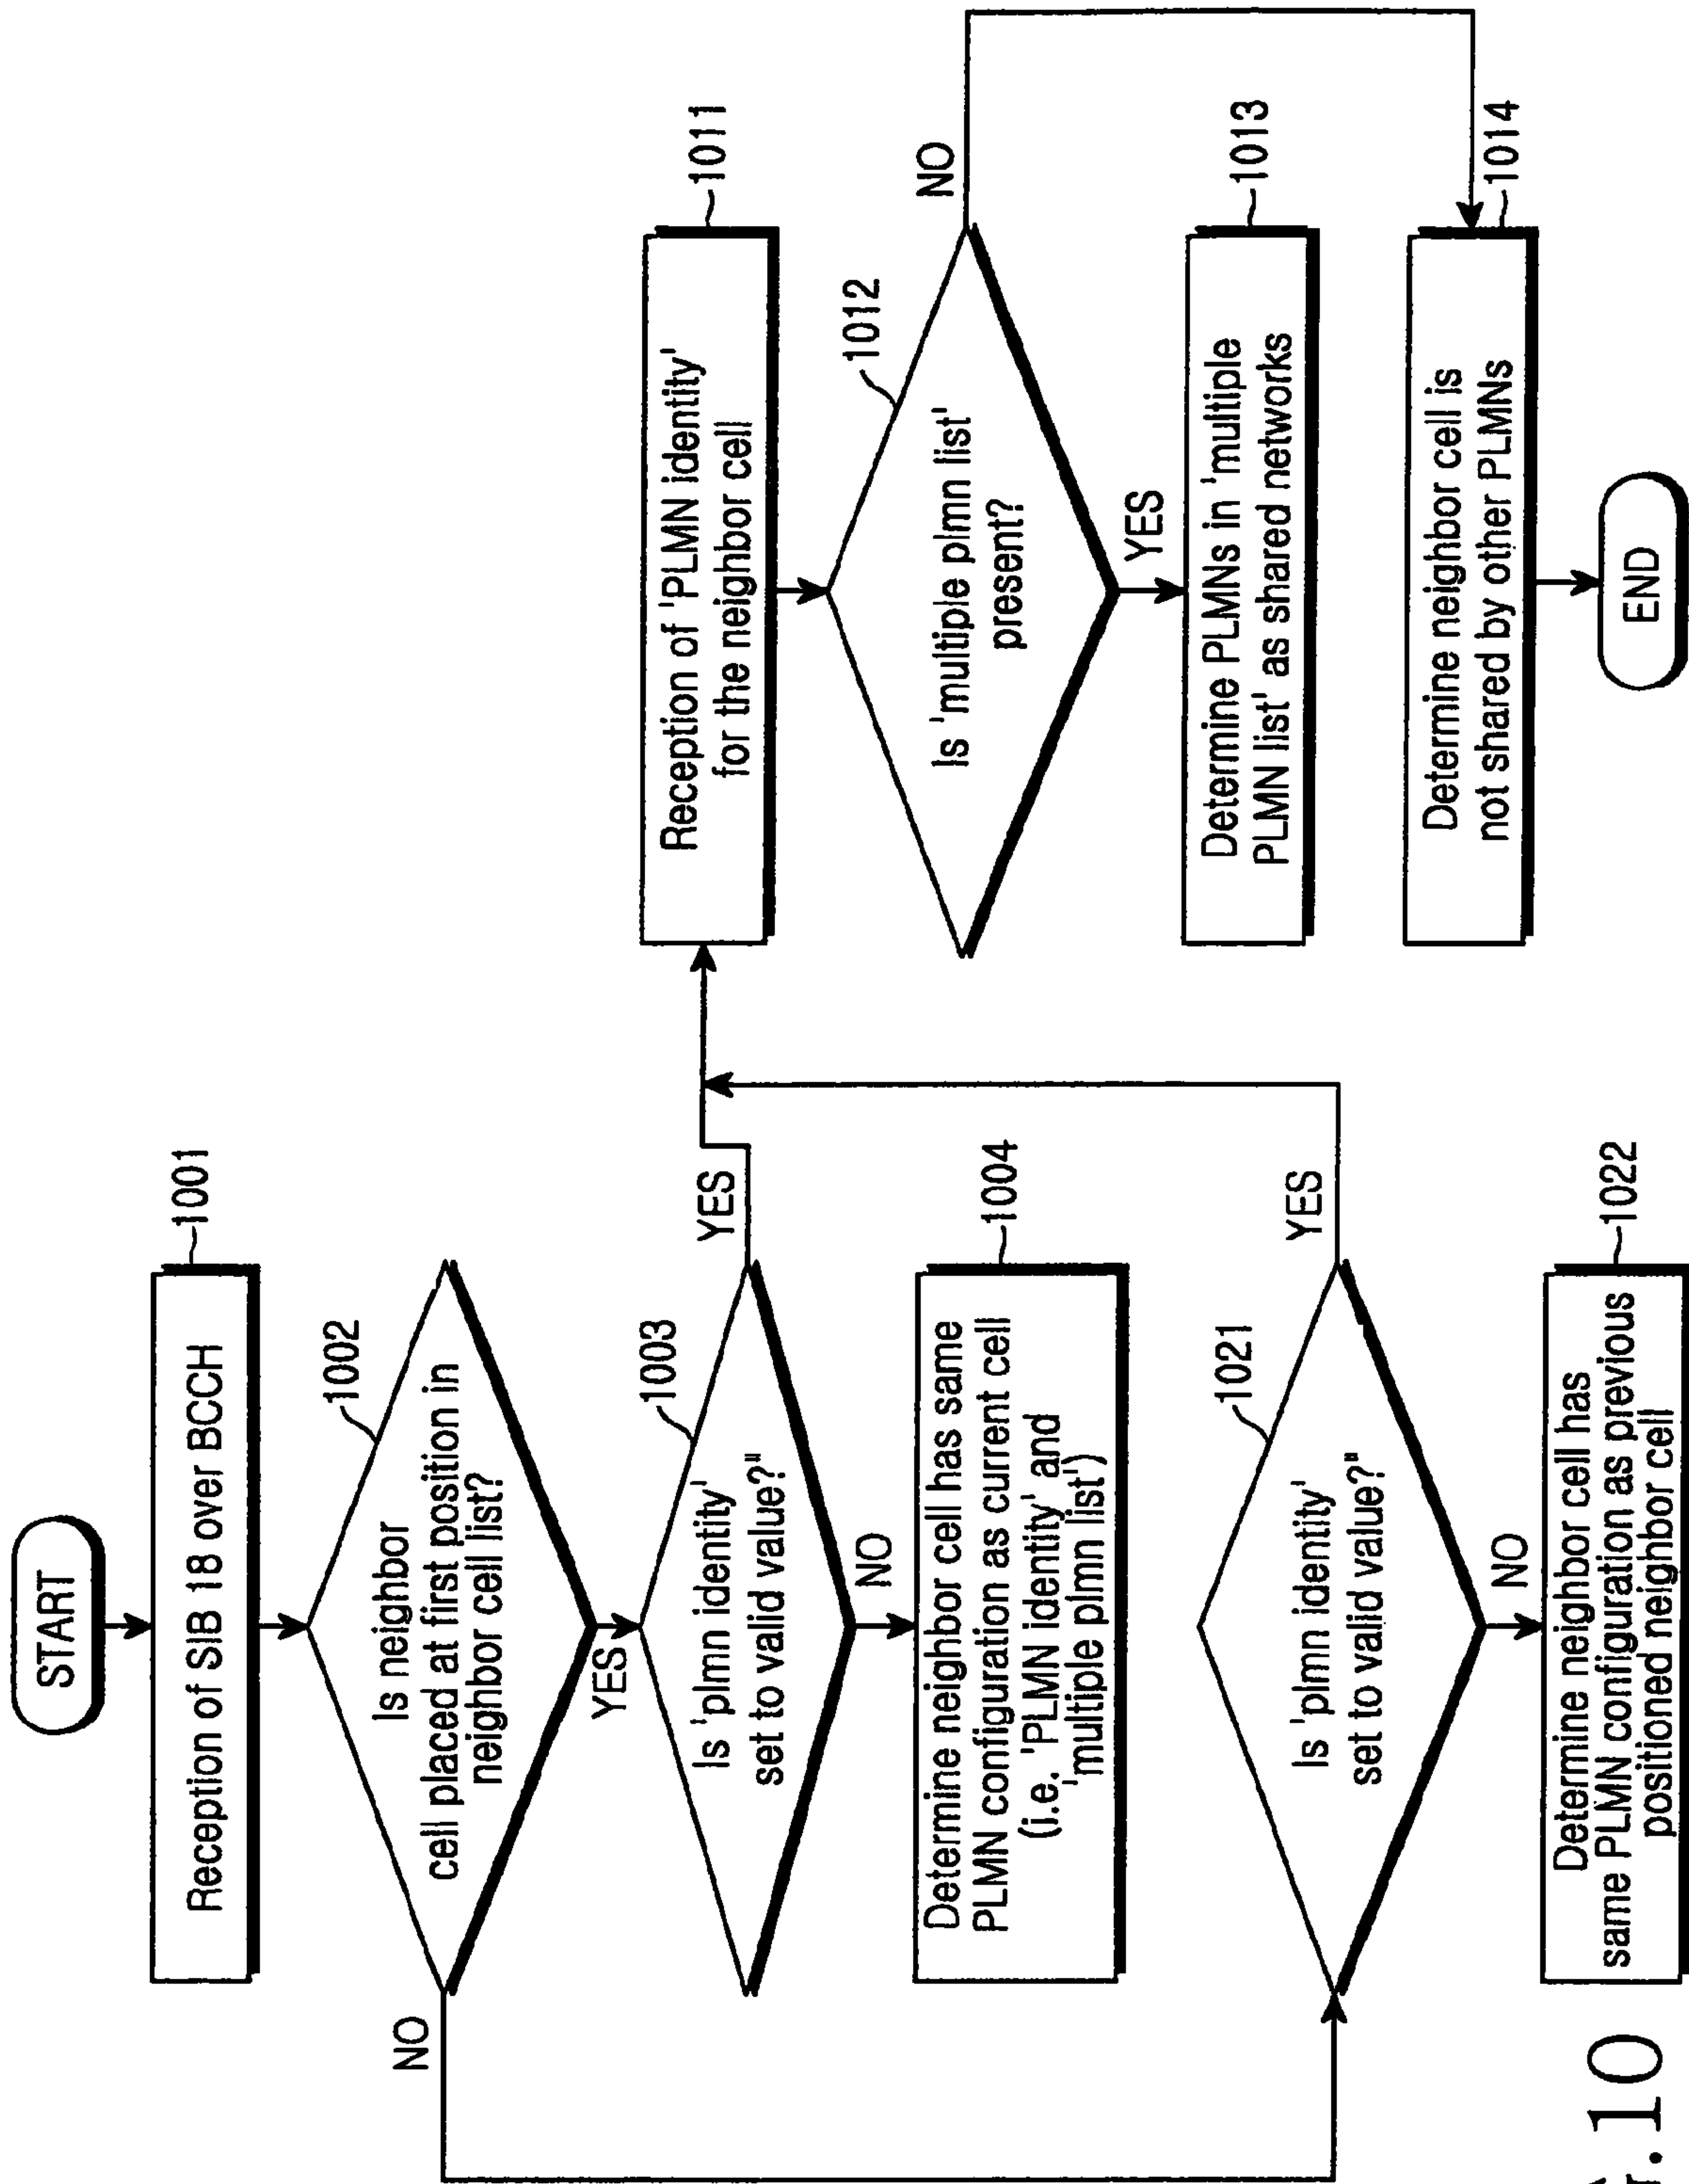 START
Reception of SIB 18 over BCCH
1001
Is neighbor
cell placed at first position in
neighbor cell list?
1002
NO
YES
Is 'plmn identity'
set to valid value?"
1003
YES
NO
Determine neighbor cell has same
PLMN configuration as current cell
(i.e. 'PLMN identity' and
'multiple plmn list')
1004
Is 'plmn identity'
set to valid value?"
1021
YES
NO
Determine neighbor cell has
same PLMN configuration as previous
positioned neighbor cell
1022
Reception of 'PLMN identity'
for the neighbor cell
1011
Is 'multiple plmn list'
present?
1012
NO
YES
Determine PLMNs in 'multiple
PLMN list' as shared networks
1013
Determine neighbor cell is
not shared by other PLMNs
1014
END
.10